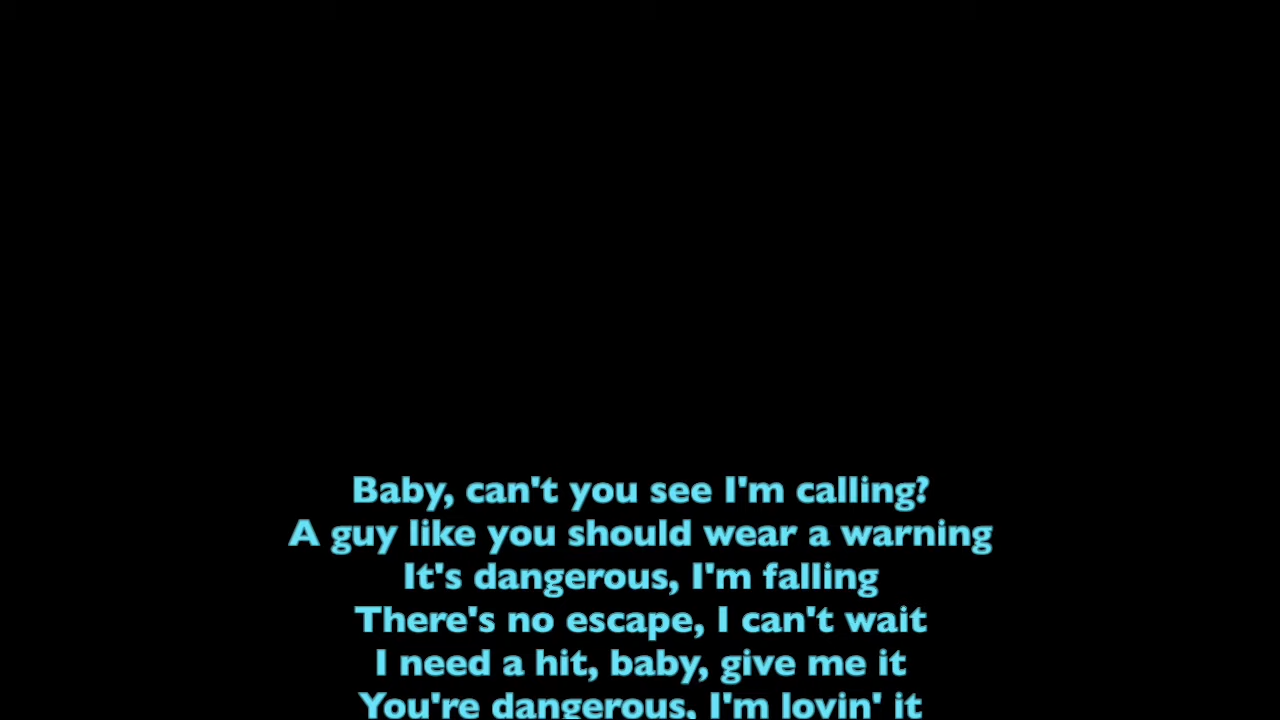 Baby, can't you see I'm calling?
A guy like you should wear a warning
It's dangerous, I'm falling
There's no escape, I can't wait
I need a hit, baby, give me it
You're dangerous, I'm lovin' it